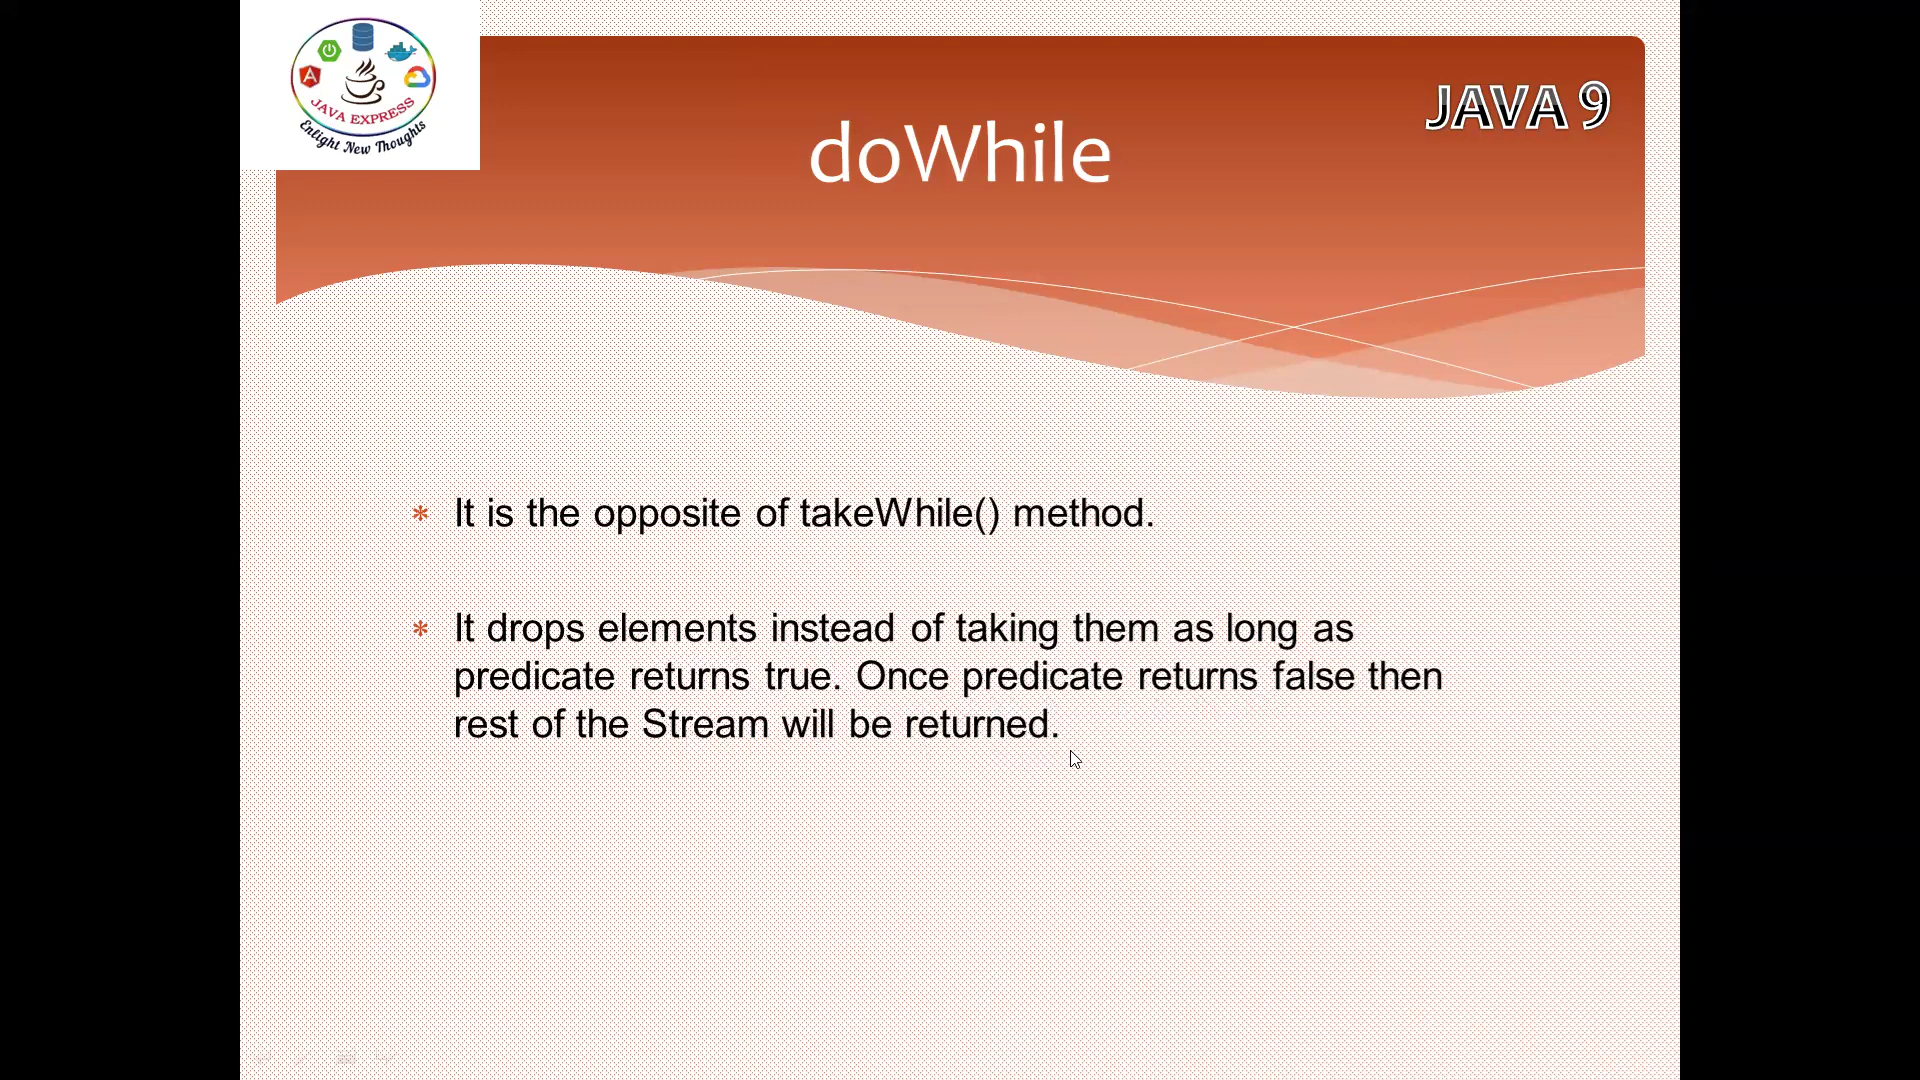 JAVA EXPRESS
Enlight New Thoughts
JAVA 9
doWhile
* It is the opposite of takeWhile() method.
* It drops elements instead of taking them as long as
predicate returns true. Once predicate returns false then
rest of the Stream will be returned.